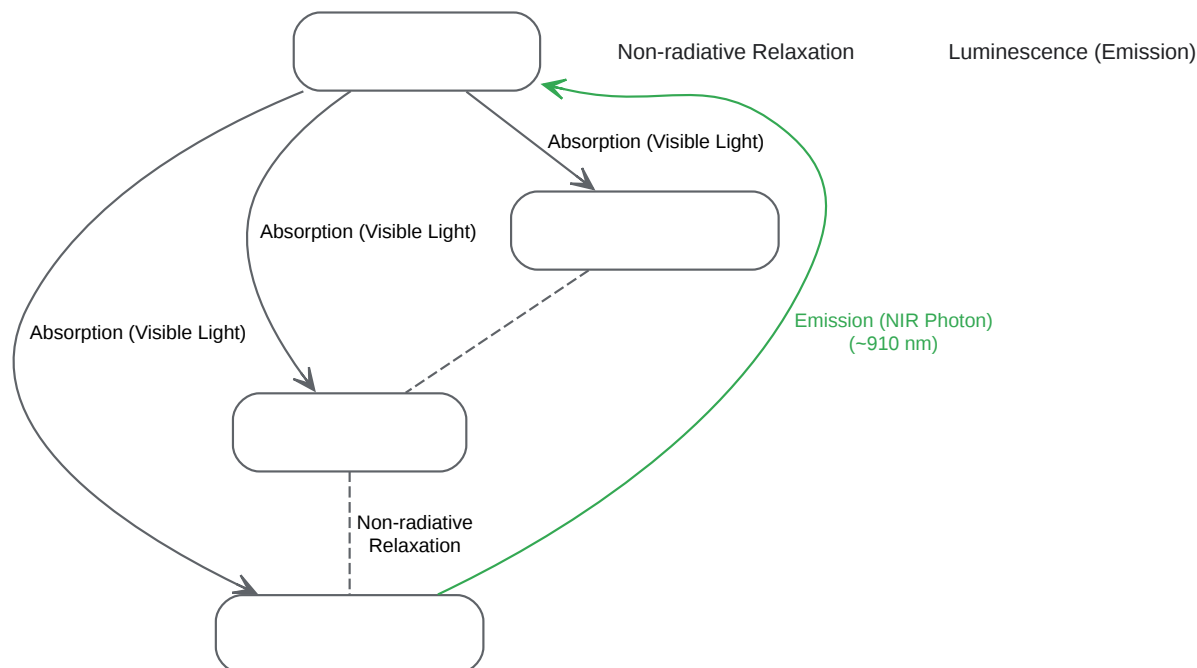 Non-radiative Relaxation
Luminescence (Emission)
Absorption (Visible Light)
Absorption (Visible Light)
Absorption (Visible Light)
Emission (NIR Photon)
(~910 nm)
Non-radiative
Relaxation